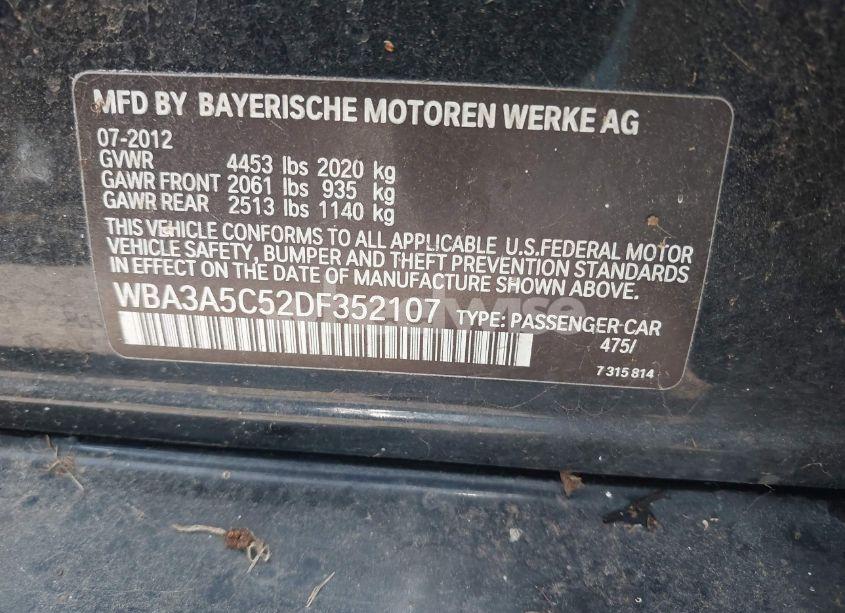 MFD BY BAYERISCHE MOTOREN WERKE AG
07-2012
GVWR 4453 lbs 2020 kg
GAWR FRONT 2061 lbs 935 kg
GAWR REAR 2513 lbs 1140 kg
THIS VEHICLE CONFORMS TO ALL APPLICABLE U.S.FEDERAL MOTOR
VEHICLE SAFETY, BUMPER AND THEFT PREVENTION STANDARDS
IN EFFECT ON THE DATE OF MANUFACTURE SHOWN ABOVE.
WBA3A5C52DF352107 TYPE: PASSENGER CAR
475/
7 315 814